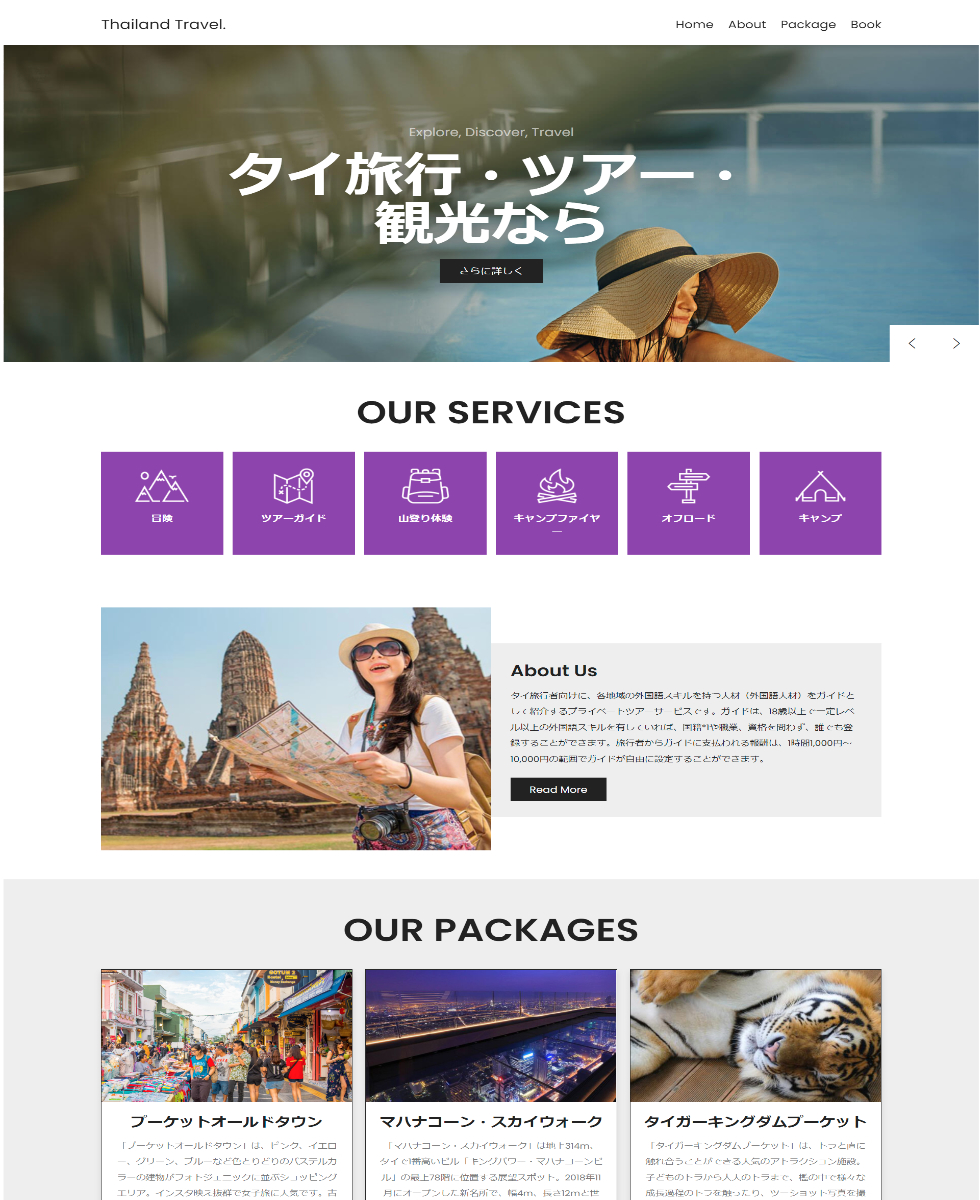 Thailand Travel.
Home About Package Book
Explore, Discover, Travel
タイ旅行・ツアー・
観光なら
さらに詳しく
OUR SERVICES
冒険
ツアーガイド
山登り体験
キャンプファイヤ
ー
オフロード
キャンプ
About Us
タイ旅行者向けに、各地域の外国語スキルを持つ人材（外国語人材）をガイドと
して紹介するプライベートツアーサービスです。ガイドは、18歳以上で一定レベ
ル以上の外国語スキルを有していれば、国籍*1や職業、資格を問わず、誰でも登
録することができます。旅行者からガイドに支払われる報酬は、1時間1,000円〜
10,000円の範囲でガイドが自由に設定することができます。
Read More
OUR PACKAGES
プーケットオールドタウン
「プーケットオールドタウン」は、ピンク、イエロ
ー、グリーン、ブルーなど色とりどりのパステルカ
ラーの建物がフォトジェニックに並ぶショッピング
エリア。インスタ映え抜群で女子旅に人気です。古
マハナコーン・スカイウォーク
「マハナコーン・スカイウォーク」は地上314m、
タイで1番高いビル「キングパワー・マハナコーンビ
ル」の最上78階に位置する展望スポット。2018年11
月にオープンした新名所で、幅4m、長さ12mと世
タイガーキングダムプーケット
「タイガーキングダムプーケット」は、トラと直に
触れ合うことができる人気のアトラクション施設。
子どものトラから大人のトラまで、檻の中で様々な
成長過程のトラを触ったり、ツーショット写真を撮